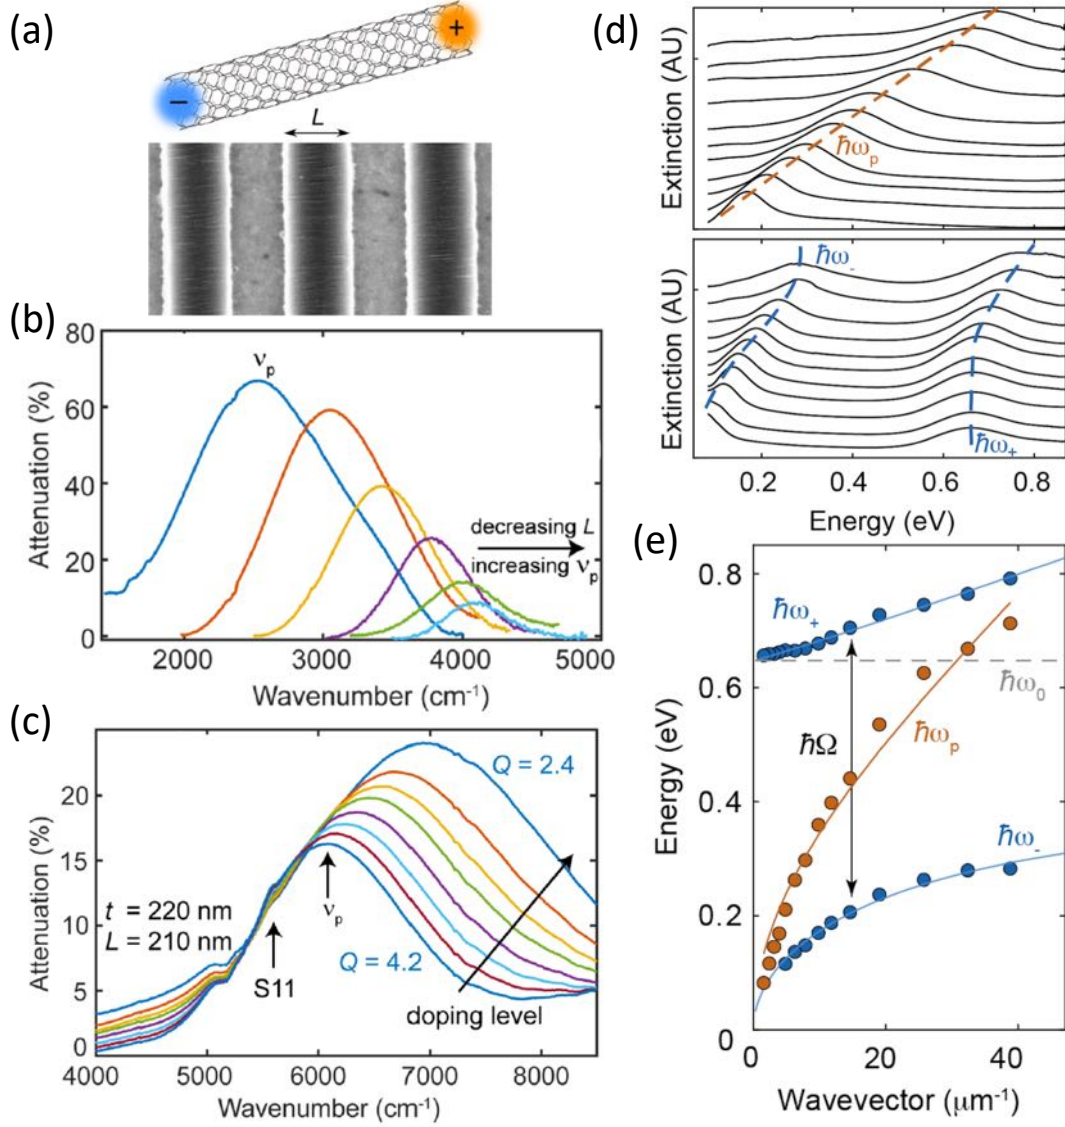 (a)
+
−
L
(b)
80
60
40
20
0
Attenuation (%)
νp
decreasing L
increasing νp
2000 3000 4000 5000
Wavenumber (cm-1)
(c)
20
15
10
5
0
Attenuation (%)
Q = 2.4
t = 220 nm
L = 210 nm
νp
S11
Q = 4.2
doping level
4000 5000 6000 7000 8000
Wavenumber (cm-1)
(d)
Extinction (AU)
ħωp
Extinction (AU)
ħω-
ħω+
0.2 0.4 0.6 0.8
Energy (eV)
(e)
0.8
0.6
0.4
0.2
0
Energy (eV)
ħω+
ħω0
ħωp
ħΩ
ħω-
0 20 40
Wavevector (μm-1)